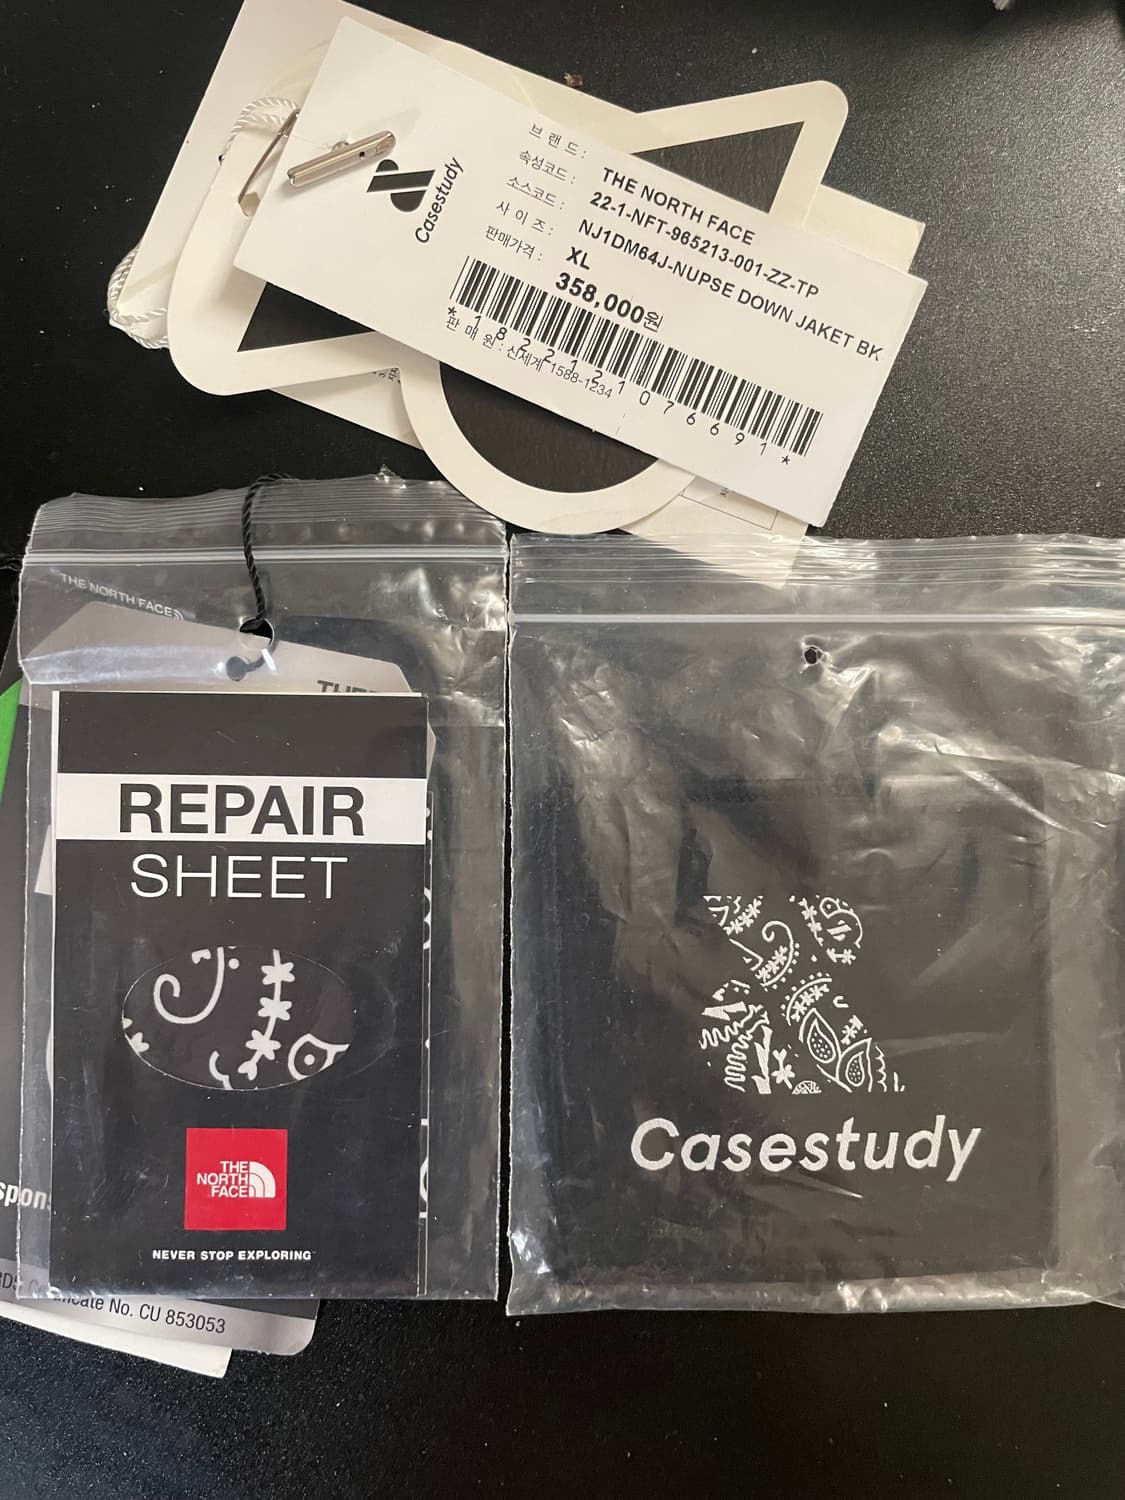 Casestudy
브랜드: THE NORTH FACE
속성코드: 22-1-NFT-965213-001-ZZ-TP
소스코드: NJ1DM64J-NUPSE DOWN JAKET BK
사이즈: XL
판매가격: 358,000원
*1822121076691*
판매원: 신세계 1588-1234
THE NORTH FACE
REPAIR
SHEET
THE
NORTH
FACE
NEVER STOP EXPLORING
Certificate No. CU 853053
Casestudy